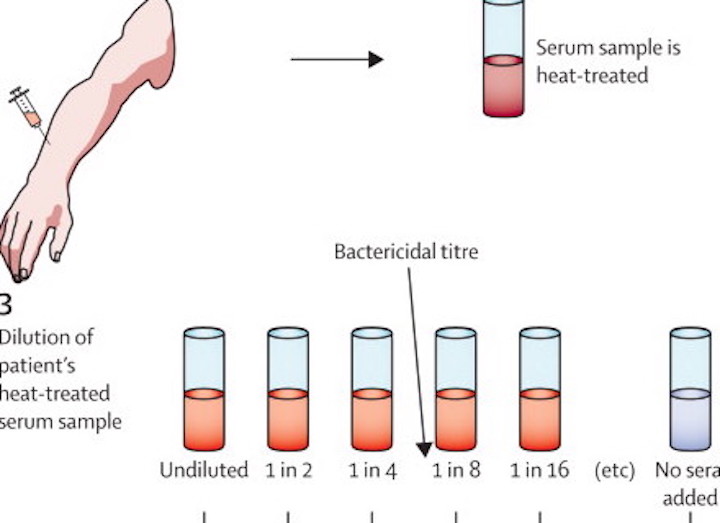 Serum sample is
heat-treated
Bactericidal titre
3
Dilution of
patient's
heat-treated
serum sample
Undiluted 1 in 2 1 in 4 1 in 8 1 in 16 (etc) No sera
added